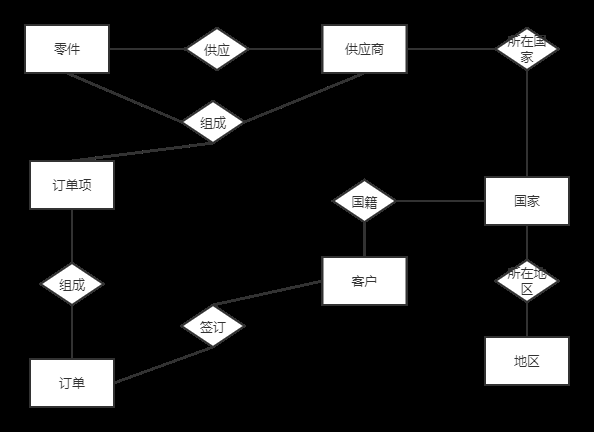 零件
供应
供应商
所在国
家
组成
订单项
国籍
国家
组成
客户
所在地
区
签订
地区
订单